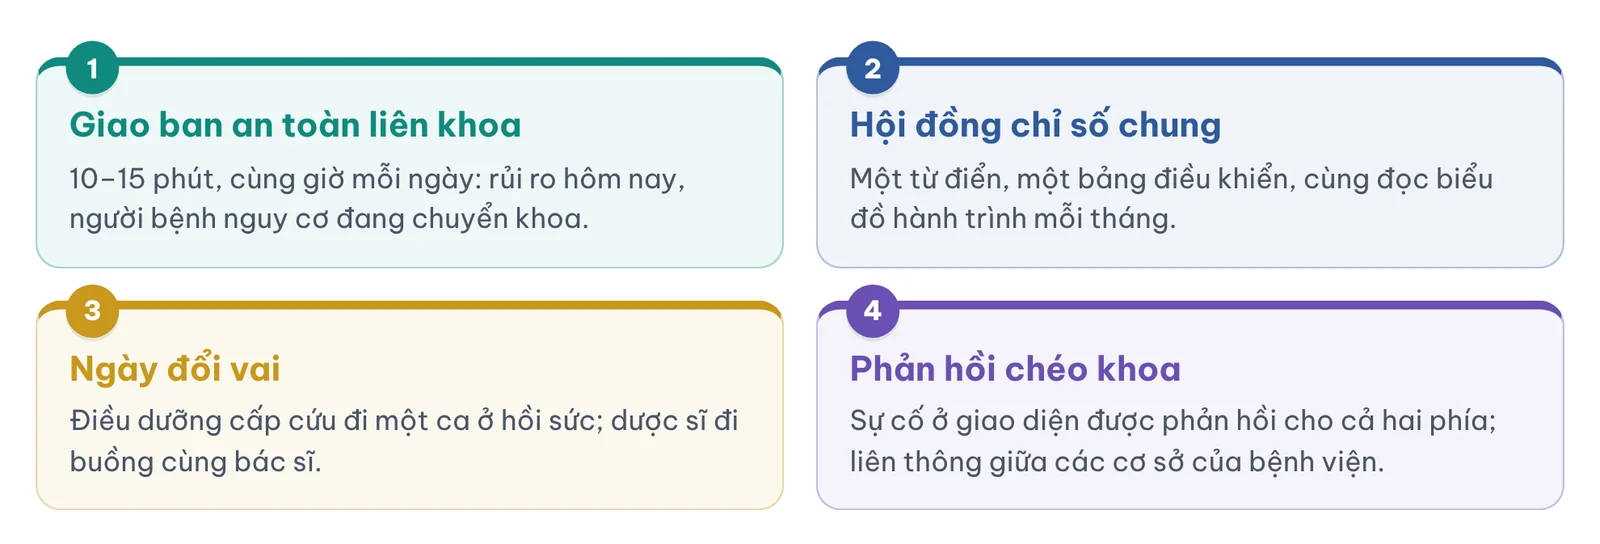 1
Giao ban an toàn liên khoa
10–15 phút, cùng giờ mỗi ngày: rủi ro hôm nay,
người bệnh nguy cơ đang chuyển khoa.
2
Hội đồng chỉ số chung
Một từ điển, một bảng điều khiển, cùng đọc biểu
đồ hành trình mỗi tháng.
3
Ngày đổi vai
Điều dưỡng cấp cứu đi một ca ở hồi sức; dược sĩ đi
buồng cùng bác sĩ.
4
Phản hồi chéo khoa
Sự cố ở giao diện được phản hồi cho cả hai phía;
liên thông giữa các cơ sở của bệnh viện.